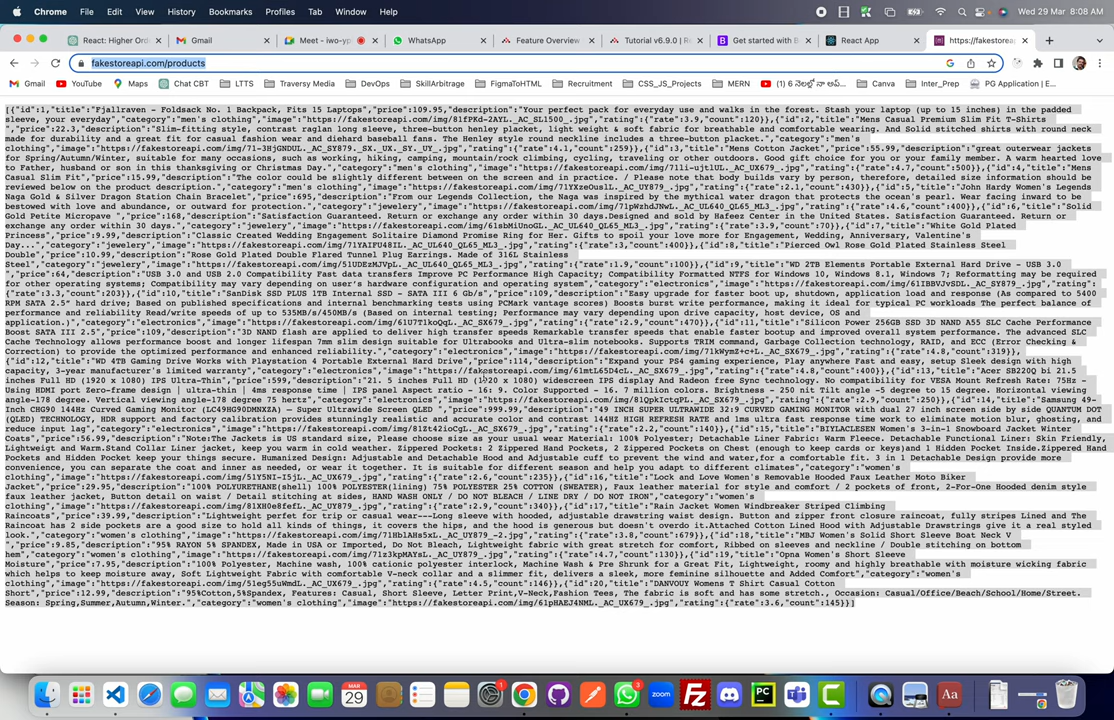 Chrome File Edit View History Bookmarks Profiles Tab Window Help Wed 29 Mar 8:08 AM
React: Higher Ord Gmail Meet - iwo-yp WhatsApp Feature Overview Tutorial v6.9.0 | Re Get started with B React App https://fakestorea
fakestoreapi.com/products
Gmail YouTube Maps Chat CBT LTTS Traversy Media DevOps SkillArbitrage FigmaToHTML Recruitment CSS_JS_Projects MERN Canva Inter_Prep PG Application | E...
[{"id":1,"title":"Fjallraven - Foldsack No. 1 Backpack, Fits 15 Laptops","price":109.95,"description":"Your perfect pack for everyday use and walks in the forest. Stash your laptop (up to 15 inches) in the padded
sleeve, your everyday","category":"men's clothing","image":"https://fakestoreapi.com/img/81fPKd-2AYL._AC_SL1500_.jpg","rating":{"rate":3.9,"count":120}},{"id":2,"title":"Mens Casual Premium Slim Fit T-Shirts
","price":22.3,"description":"Slim-fitting style, contrast raglan long sleeve, three-button henley placket, light weight & soft fabric for breathable and comfortable wearing. And Solid stitched shirts with round neck
made for durability and a great fit for casual fashion wear and diehard baseball fans. The Henley style round neckline includes a three-button placket.","category":"men's
clothing","image":"https://fakestoreapi.com/img/71-3HjGNDUL._AC_SY879._SX._UX._SY._UY_.jpg","rating":{"rate":4.1,"count":259}},{"id":3,"title":"Mens Cotton Jacket","price":55.99,"description":"great outerwear jackets
for Spring/Autumn/Winter, suitable for many occasions, such as working, hiking, camping, mountain/rock climbing, cycling, traveling or other outdoors. Good gift choice for you or your family member. A warm hearted love
to Father, husband or son in this thanksgiving or Christmas Day.","category":"men's clothing","image":"https://fakestoreapi.com/img/71li-ujtlUL._AC_UX679_.jpg","rating":{"rate":4.7,"count":500}},{"id":4,"title":"Mens
Casual Slim Fit","price":15.99,"description":"The color could be slightly different between on the screen and in practice. / Please note that body builds vary by person, therefore, detailed size information should be
reviewed below on the product description.","category":"men's clothing","image":"https://fakestoreapi.com/img/71YXzeOuslL._AC_UY879_.jpg","rating":{"rate":2.1,"count":430}},{"id":5,"title":"John Hardy Women's Legends
Naga Gold & Silver Dragon Station Chain Bracelet","price":695,"description":"From our Legends Collection, the Naga was inspired by the mythical water dragon that protects the ocean's pearl. Wear facing inward to be
bestowed with love and abundance, or outward for protection.","category":"jewelery","image":"https://fakestoreapi.com/img/71pWzhdJNwL._AC_UL640_QL65_ML3_.jpg","rating":{"rate":4.6,"count":400}},{"id":6,"title":"Solid
Gold Petite Micropave ","price":168,"description":"Satisfaction Guaranteed. Return or exchange any order within 30 days.Designed and sold by Hafeez Center in the United States. Satisfaction Guaranteed. Return or
exchange any order within 30 days.","category":"jewelery","image":"https://fakestoreapi.com/img/61sbMiUnoGL._AC_UL640_QL65_ML3_.jpg","rating":{"rate":3.9,"count":70}},{"id":7,"title":"White Gold Plated
Princess","price":9.99,"description":"Classic Created Wedding Engagement Solitaire Diamond Promise Ring for Her. Gifts to spoil your love more for Engagement, Wedding, Anniversary, Valentine's
Day...","category":"jewelery","image":"https://fakestoreapi.com/img/71YAIFU48IL._AC_UL640_QL65_ML3_.jpg","rating":{"rate":3,"count":400}},{"id":8,"title":"Pierced Owl Rose Gold Plated Stainless Steel
Double","price":10.99,"description":"Rose Gold Plated Double Flared Tunnel Plug Earrings. Made of 316L Stainless
Steel","category":"jewelery","image":"https://fakestoreapi.com/img/51UDEzMJVpL._AC_UL640_QL65_ML3_.jpg","rating":{"rate":1.9,"count":100}},{"id":9,"title":"WD 2TB Elements Portable External Hard Drive - USB 3.0
","price":64,"description":"USB 3.0 and USB 2.0 Compatibility Fast data transfers Improve PC Performance High Capacity; Compatibility Formatted NTFS for Windows 10, Windows 8.1, Windows 7; Reformatting may be required
for other operating systems; Compatibility may vary depending on user's hardware configuration and operating system","category":"electronics","image":"https://fakestoreapi.com/img/61IBBVJvSDL._AC_SY879_.jpg","rating":
{"rate":3.3,"count":203}},{"id":10,"title":"SanDisk SSD PLUS 1TB Internal SSD - SATA III 6 Gb/s","price":109,"description":"Easy upgrade for faster boot up, shutdown, application load and response (As compared to 5400
RPM SATA 2.5" hard drive; Based on published specifications and internal benchmarking tests using PCMark vantage scores) Boosts burst write performance, making it ideal for typical PC workloads The perfect balance of
performance and reliability Read/write speeds of up to 535MB/s/450MB/s (Based on internal testing; Performance may vary depending upon drive capacity, host device, OS and
application.)","category":"electronics","image":"https://fakestoreapi.com/img/61U7T1koQqL._AC_SX679_.jpg","rating":{"rate":2.9,"count":470}},{"id":11,"title":"Silicon Power 256GB SSD 3D NAND A55 SLC Cache Performance
Boost SATA III 2.5","price":109,"description":"3D NAND flash are applied to deliver high transfer speeds Remarkable transfer speeds that enable faster bootup and improved overall system performance. The advanced SLC
Cache Technology allows performance boost and longer lifespan 7mm slim design suitable for Ultrabooks and Ultra-slim notebooks. Supports TRIM command, Garbage Collection technology, RAID, and ECC (Error Checking &
Correction) to provide the optimized performance and enhanced reliability.","category":"electronics","image":"https://fakestoreapi.com/img/71kWymZ+c+L._AC_SX679_.jpg","rating":{"rate":4.8,"count":319}},
{"id":12,"title":"WD 4TB Gaming Drive Works with Playstation 4 Portable External Hard Drive","price":114,"description":"Expand your PS4 gaming experience, Play anywhere Fast and easy, setup Sleek design with high
capacity, 3-year manufacturer's limited warranty","category":"electronics","image":"https://fakestoreapi.com/img/61mtL65D4cL._AC_SX679_.jpg","rating":{"rate":4.8,"count":400}},{"id":13,"title":"Acer SB220Q bi 21.5
inches Full HD (1920 x 1080) IPS Ultra-Thin","price":599,"description":"21. 5 inches Full HD (1920 x 1080) widescreen IPS display And Radeon free Sync technology. No compatibility for VESA Mount Refresh Rate: 75Hz -
Using HDMI port Zero-frame design | ultra-thin | 4ms response time | IPS panel Aspect ratio - 16: 9. Color Supported - 16. 7 million colors. Brightness - 250 nit Tilt angle -5 degree to 15 degree. Horizontal viewing
angle-178 degree. Vertical viewing angle-178 degree 75 hertz","category":"electronics","image":"https://fakestoreapi.com/img/81QpkIctqPL._AC_SX679_.jpg","rating":{"rate":2.9,"count":250}},{"id":14,"title":"Samsung 49-
Inch CHG90 144Hz Curved Gaming Monitor (LC49HG90DMNXZA) – Super Ultrawide Screen QLED ","price":999.99,"description":"49 INCH SUPER ULTRAWIDE 32:9 CURVED GAMING MONITOR with dual 27 inch screen side by side QUANTUM DOT
(QLED) TECHNOLOGY, HDR support and factory calibration provides stunningly realistic and accurate color and contrast 144HZ HIGH REFRESH RATE and 1ms ultra fast response time work to eliminate motion blur, ghosting, and
reduce input lag","category":"electronics","image":"https://fakestoreapi.com/img/81Zt42ioCgL._AC_SX679_.jpg","rating":{"rate":2.2,"count":140}},{"id":15,"title":"BIYLACLESEN Women's 3-in-1 Snowboard Jacket Winter
Coats","price":56.99,"description":"Note:The Jackets is US standard size, Please choose size as your usual wear Material: 100% Polyester; Detachable Liner Fabric: Warm Fleece. Detachable Functional Liner: Skin Friendly,
Lightweigt and Warm.Stand Collar Liner jacket, keep you warm in cold weather. Zippered Pockets: 2 Zippered Hand Pockets, 2 Zippered Pockets on Chest (enough to keep cards or keys)and 1 Hidden Pocket Inside.Zippered Hand
Pockets and Hidden Pocket keep your things secure. Humanized Design: Adjustable and Detachable Hood and Adjustable cuff to prevent the wind and water,for a comfortable fit. 3 in 1 Detachable Design provide more
convenience, you can separate the coat and inner as needed, or wear it together. It is suitable for different season and help you adapt to different climates","category":"women's
clothing","image":"https://fakestoreapi.com/img/51Y5NI-I5jL._AC_UX679_.jpg","rating":{"rate":2.6,"count":235}},{"id":16,"title":"Lock and Love Women's Removable Hooded Faux Leather Moto Biker
Jacket","price":29.95,"description":"100% POLYURETHANE(shell) 100% POLYESTER(lining) 75% POLYESTER 25% COTTON (SWEATER), Faux leather material for style and comfort / 2 pockets of front, 2-For-One Hooded denim style
faux leather jacket, Button detail on waist / Detail stitching at sides, HAND WASH ONLY / DO NOT BLEACH / LINE DRY / DO NOT IRON","category":"women's
clothing","image":"https://fakestoreapi.com/img/81XH0e8fefL._AC_UY879_.jpg","rating":{"rate":2.9,"count":340}},{"id":17,"title":"Rain Jacket Women Windbreaker Striped Climbing
Raincoats","price":39.99,"description":"Lightweight perfet for trip or casual wear---Long sleeve with hooded, adjustable drawstring waist design. Button and zipper front closure raincoat, fully stripes Lined and The
Raincoat has 2 side pockets are a good size to hold all kinds of things, it covers the hips, and the hood is generous but doesn't overdo it.Attached Cotton Lined Hood with Adjustable Drawstrings give it a real styled
look.","category":"women's clothing","image":"https://fakestoreapi.com/img/71HblAHs5xL._AC_UY879_-2.jpg","rating":{"rate":3.8,"count":679}},{"id":18,"title":"MBJ Women's Solid Short Sleeve Boat Neck V
","price":9.85,"description":"95% RAYON 5% SPANDEX, Made in USA or Imported, Do Not Bleach, Lightweight fabric with great stretch for comfort, Ribbed on sleeves and neckline / Double stitching on bottom
hem","category":"women's clothing","image":"https://fakestoreapi.com/img/71z3kpMAYsL._AC_UY879_.jpg","rating":{"rate":4.7,"count":130}},{"id":19,"title":"Opna Women's Short Sleeve
Moisture","price":7.95,"description":"100% Polyester, Machine wash, 100% cationic polyester interlock, Machine Wash & Pre Shrunk for a Great Fit, Lightweight, roomy and highly breathable with moisture wicking fabric
which helps to keep moisture away, Soft Lightweight Fabric with comfortable V-neck collar and a slimmer fit, delivers a sleek, more feminine silhouette and Added Comfort","category":"women's
clothing","image":"https://fakestoreapi.com/img/51eg55uWmdL._AC_UX679_.jpg","rating":{"rate":4.5,"count":146}},{"id":20,"title":"DANVOUY Womens T Shirt Casual Cotton
Short","price":12.99,"description":"95%Cotton,5%Spandex, Features: Casual, Short Sleeve, Letter Print,V-Neck,Fashion Tees, The fabric is soft and has some stretch., Occasion: Casual/Office/Beach/School/Home/Street.
Season: Spring,Summer,Autumn,Winter.","category":"women's clothing","image":"https://fakestoreapi.com/img/61pHAEJ4NML._AC_UX679_.jpg","rating":{"rate":3.6,"count":145}}]